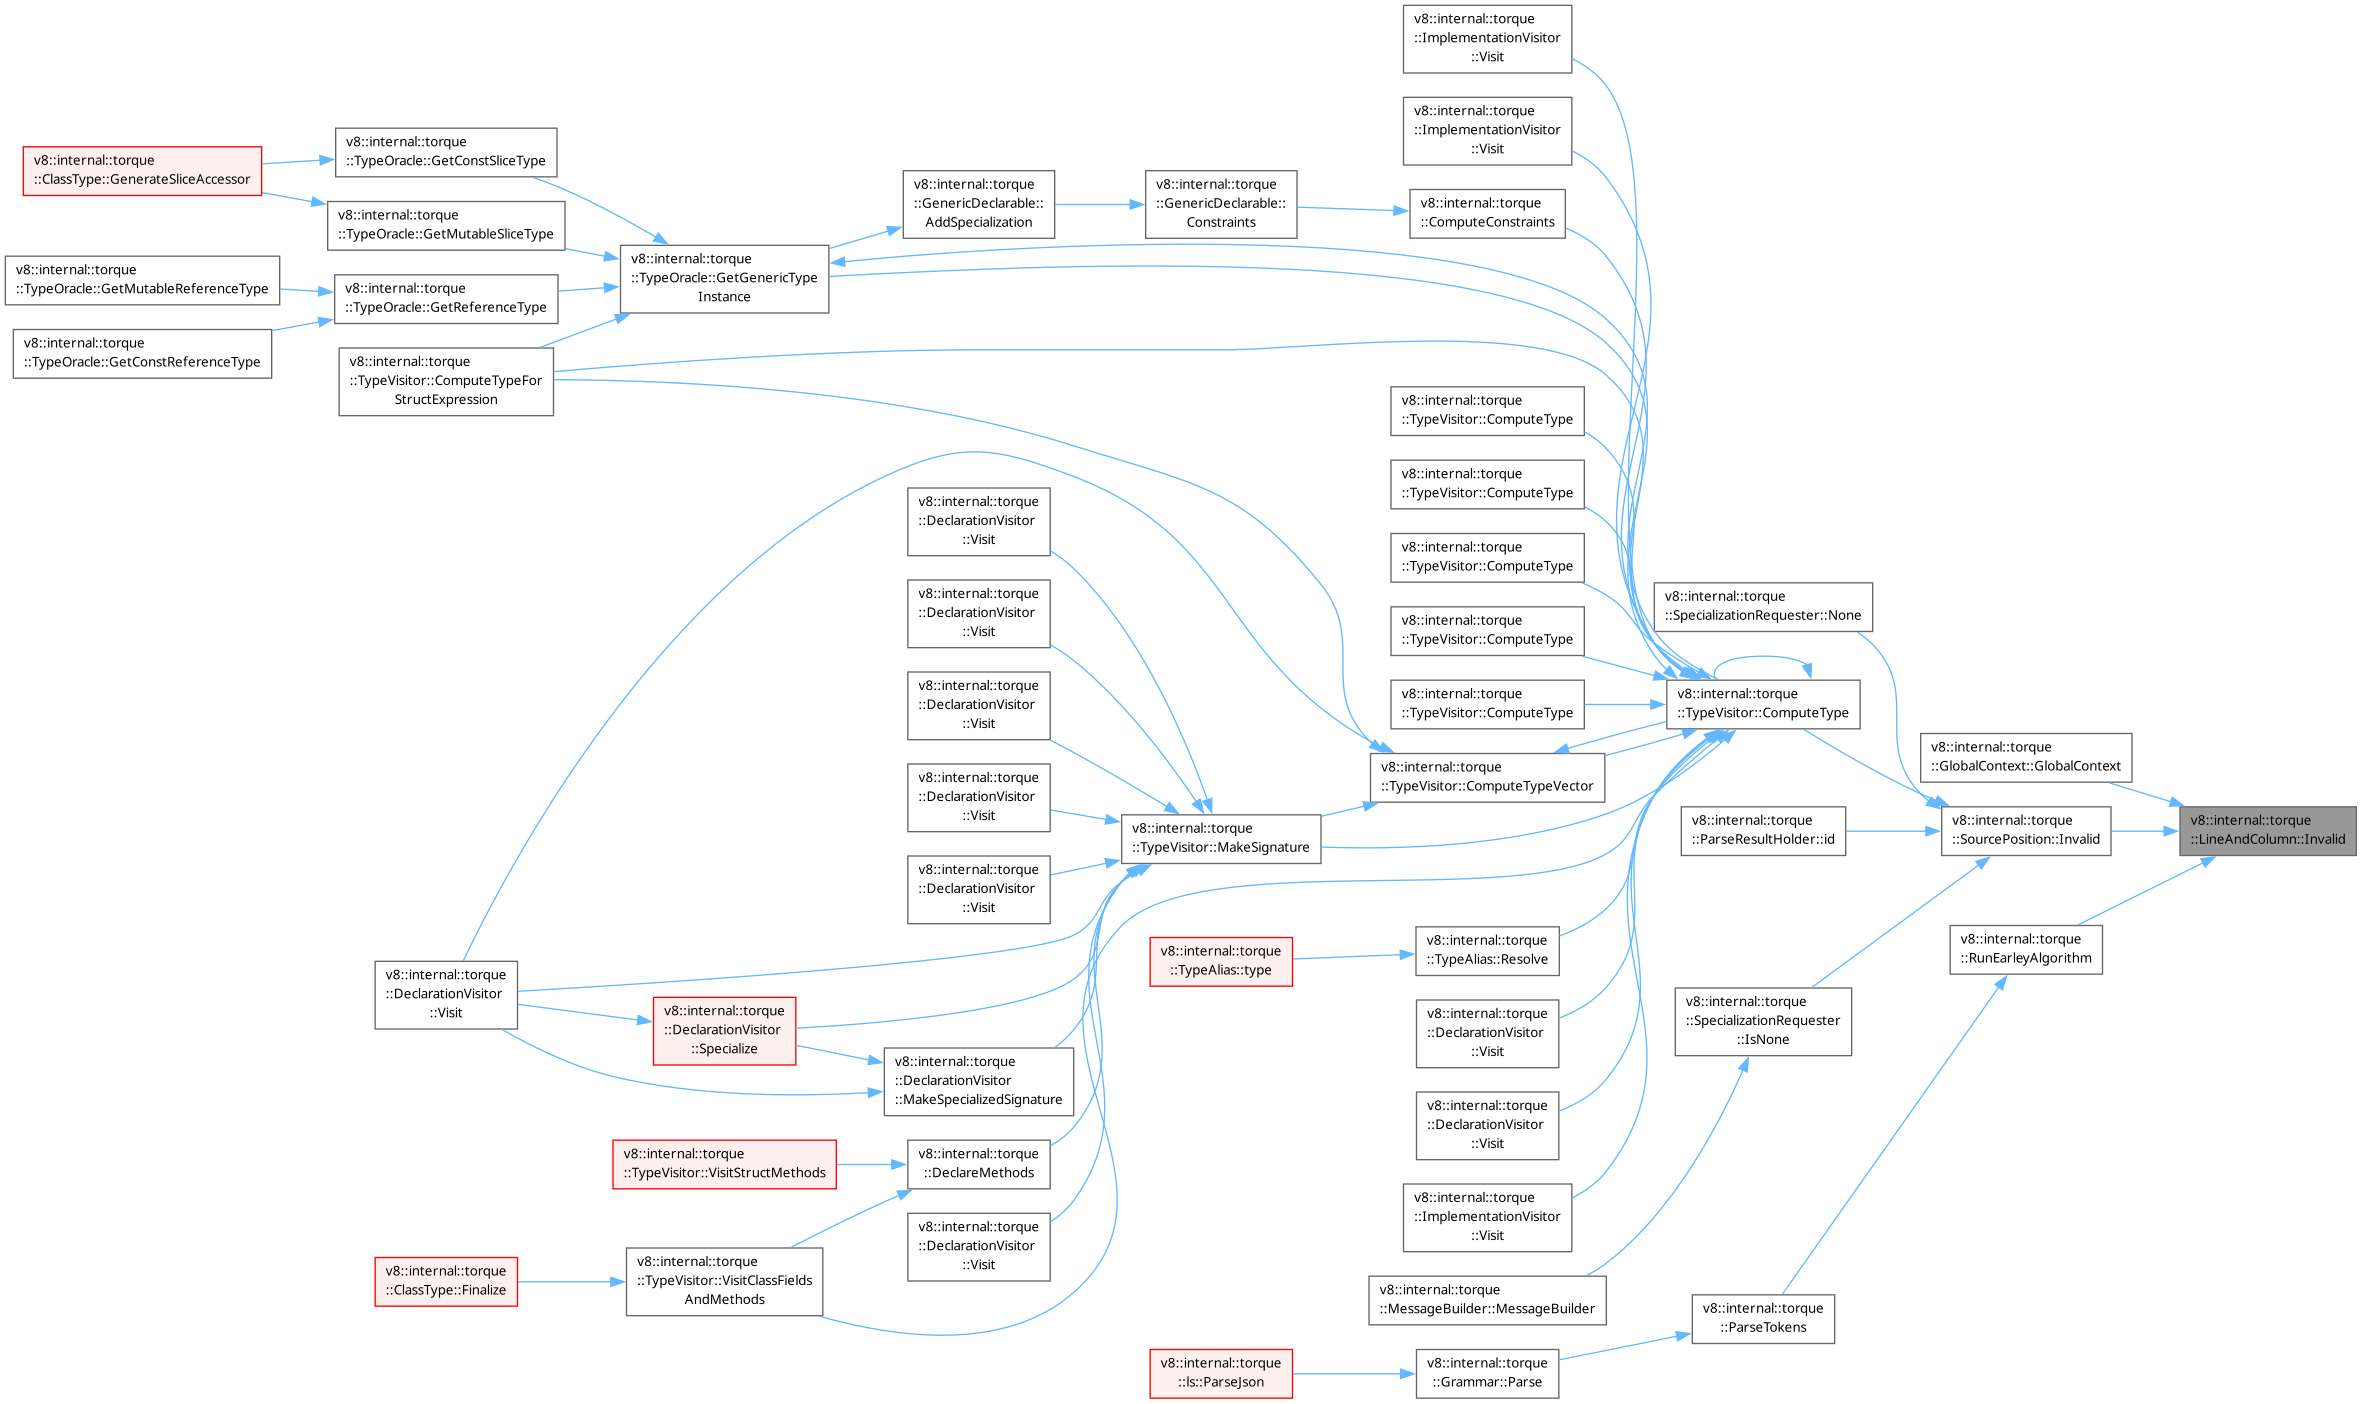 v8::internal::torque
::ImplementationVisitor
::Visit
v8::internal::torque
::ImplementationVisitor
::Visit
v8::internal::torque
::TypeOracle::GetConstSliceType
v8::internal::torque
::ClassType::GenerateSliceAccessor
v8::internal::torque
::GenericDeclarable::
AddSpecialization
v8::internal::torque
::GenericDeclarable::
Constraints
v8::internal::torque
::ComputeConstraints
v8::internal::torque
::TypeOracle::GetMutableSliceType
v8::internal::torque
::TypeOracle::GetGenericType
Instance
v8::internal::torque
::TypeOracle::GetMutableReferenceType
v8::internal::torque
::TypeOracle::GetReferenceType
v8::internal::torque
::TypeOracle::GetConstReferenceType
v8::internal::torque
::TypeVisitor::ComputeTypeFor
StructExpression
v8::internal::torque
::TypeVisitor::ComputeType
v8::internal::torque
::TypeVisitor::ComputeType
v8::internal::torque
::DeclarationVisitor
::Visit
v8::internal::torque
::TypeVisitor::ComputeType
v8::internal::torque
::DeclarationVisitor
::Visit
v8::internal::torque
::SpecializationRequester::None
v8::internal::torque
::TypeVisitor::ComputeType
v8::internal::torque
::DeclarationVisitor
::Visit
v8::internal::torque
::TypeVisitor::ComputeType
v8::internal::torque
::TypeVisitor::ComputeType
v8::internal::torque
::GlobalContext::GlobalContext
v8::internal::torque
::TypeVisitor::ComputeTypeVector
v8::internal::torque
::DeclarationVisitor
::Visit
v8::internal::torque
::TypeVisitor::MakeSignature
v8::internal::torque
::ParseResultHolder::id
v8::internal::torque
::SourcePosition::Invalid
v8::internal::torque
::LineAndColumn::Invalid
v8::internal::torque
::DeclarationVisitor
::Visit
v8::internal::torque
::TypeAlias::type
v8::internal::torque
::TypeAlias::Resolve
v8::internal::torque
::RunEarleyAlgorithm
v8::internal::torque
::DeclarationVisitor
::Visit
v8::internal::torque
::DeclarationVisitor
::Specialize
v8::internal::torque
::DeclarationVisitor
::Visit
v8::internal::torque
::SpecializationRequester
::IsNone
v8::internal::torque
::DeclarationVisitor
::MakeSpecializedSignature
v8::internal::torque
::DeclarationVisitor
::Visit
v8::internal::torque
::TypeVisitor::VisitStructMethods
v8::internal::torque
::DeclareMethods
v8::internal::torque
::ImplementationVisitor
::Visit
v8::internal::torque
::DeclarationVisitor
::Visit
v8::internal::torque
::ClassType::Finalize
v8::internal::torque
::TypeVisitor::VisitClassFields
AndMethods
v8::internal::torque
::MessageBuilder::MessageBuilder
v8::internal::torque
::ParseTokens
v8::internal::torque
::ls::ParseJson
v8::internal::torque
::Grammar::Parse